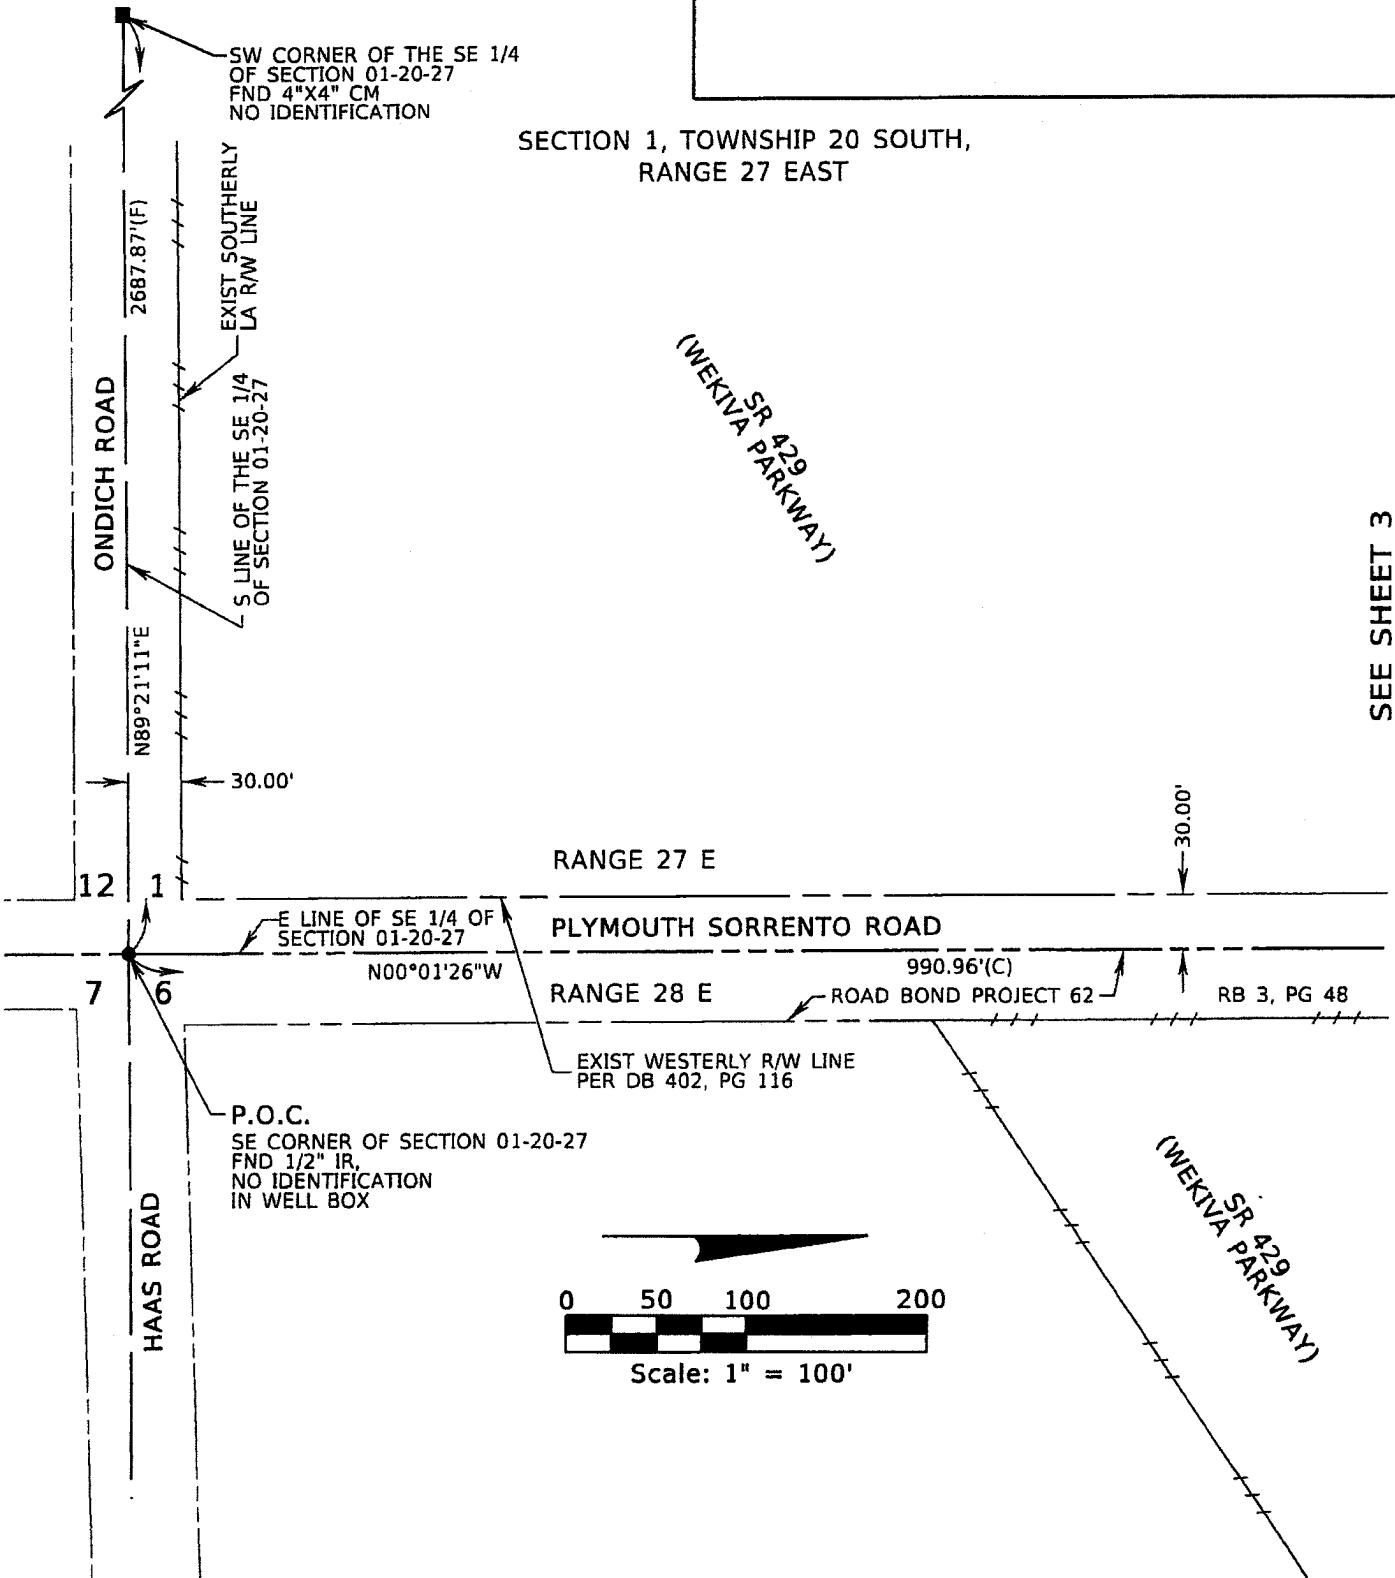 SW CORNER OF THE SE 1/4
OF SECTION 01-20-27
FND 4"X4" CM
NO IDENTIFICATION
SECTION 1, TOWNSHIP 20 SOUTH,
RANGE 27 EAST
2687.87'(F)
EXIST SOUTHERLY
LA R/W LINE
ONDICH ROAD
S LINE OF THE SE 1/4
OF SECTION 01-20-27
N89°21'11"E
SR 429
(WEKIVA PARKWAY)
SEE SHEET 3
30.00'
30.00'
RANGE 27 E
12
1
E LINE OF SE 1/4 OF
SECTION 01-20-27
PLYMOUTH SORRENTO ROAD
N00°01'26"W
990.96'(C)
7
6
RANGE 28 E
ROAD BOND PROJECT 62
RB 3, PG 48
EXIST WESTERLY R/W LINE
PER DB 402, PG 116
P.O.C.
SE CORNER OF SECTION 01-20-27
FND 1/2" IR,
NO IDENTIFICATION
IN WELL BOX
HAAS ROAD
SR 429
(WEKIVA PARKWAY)
0 50 100 200
Scale: 1" = 100'